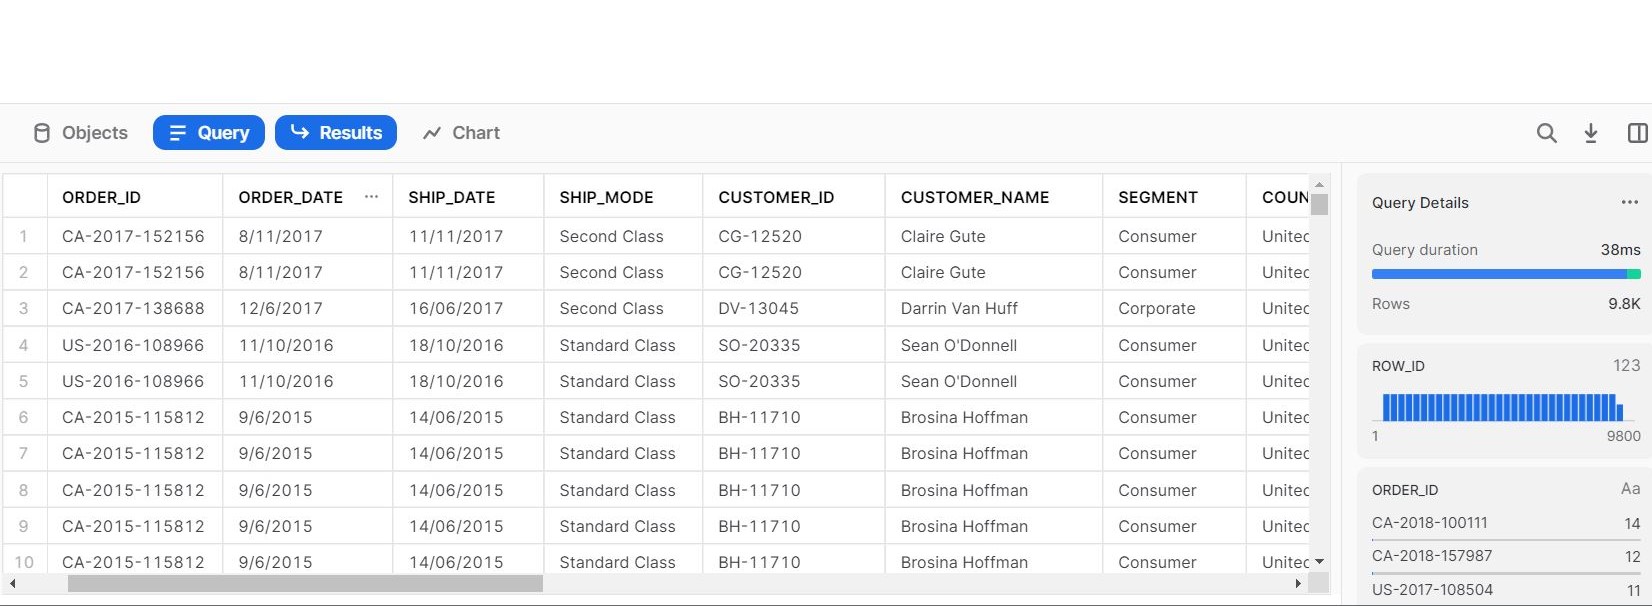 Objects Query Results Chart
ORDER_ID ORDER_DATE ... SHIP_DATE SHIP_MODE CUSTOMER_ID CUSTOMER_NAME SEGMENT COUN
1 CA-2017-152156 8/11/2017 11/11/2017 Second Class CG-12520 Claire Gute Consumer United
2 CA-2017-152156 8/11/2017 11/11/2017 Second Class CG-12520 Claire Gute Consumer United
3 CA-2017-138688 12/6/2017 16/06/2017 Second Class DV-13045 Darrin Van Huff Corporate United
4 US-2016-108966 11/10/2016 18/10/2016 Standard Class SO-20335 Sean O'Donnell Consumer United
5 US-2016-108966 11/10/2016 18/10/2016 Standard Class SO-20335 Sean O'Donnell Consumer United
6 CA-2015-115812 9/6/2015 14/06/2015 Standard Class BH-11710 Brosina Hoffman Consumer United
7 CA-2015-115812 9/6/2015 14/06/2015 Standard Class BH-11710 Brosina Hoffman Consumer United
8 CA-2015-115812 9/6/2015 14/06/2015 Standard Class BH-11710 Brosina Hoffman Consumer United
9 CA-2015-115812 9/6/2015 14/06/2015 Standard Class BH-11710 Brosina Hoffman Consumer United
10 CA-2015-115812 9/6/2015 14/06/2015 Standard Class BH-11710 Brosina Hoffman Consumer United
Query Details ...
Query duration 38ms
Rows 9.8K
ROW_ID 123
1 9800
ORDER_ID Aa
CA-2018-100111 14
CA-2018-157987 12
US-2017-108504 11